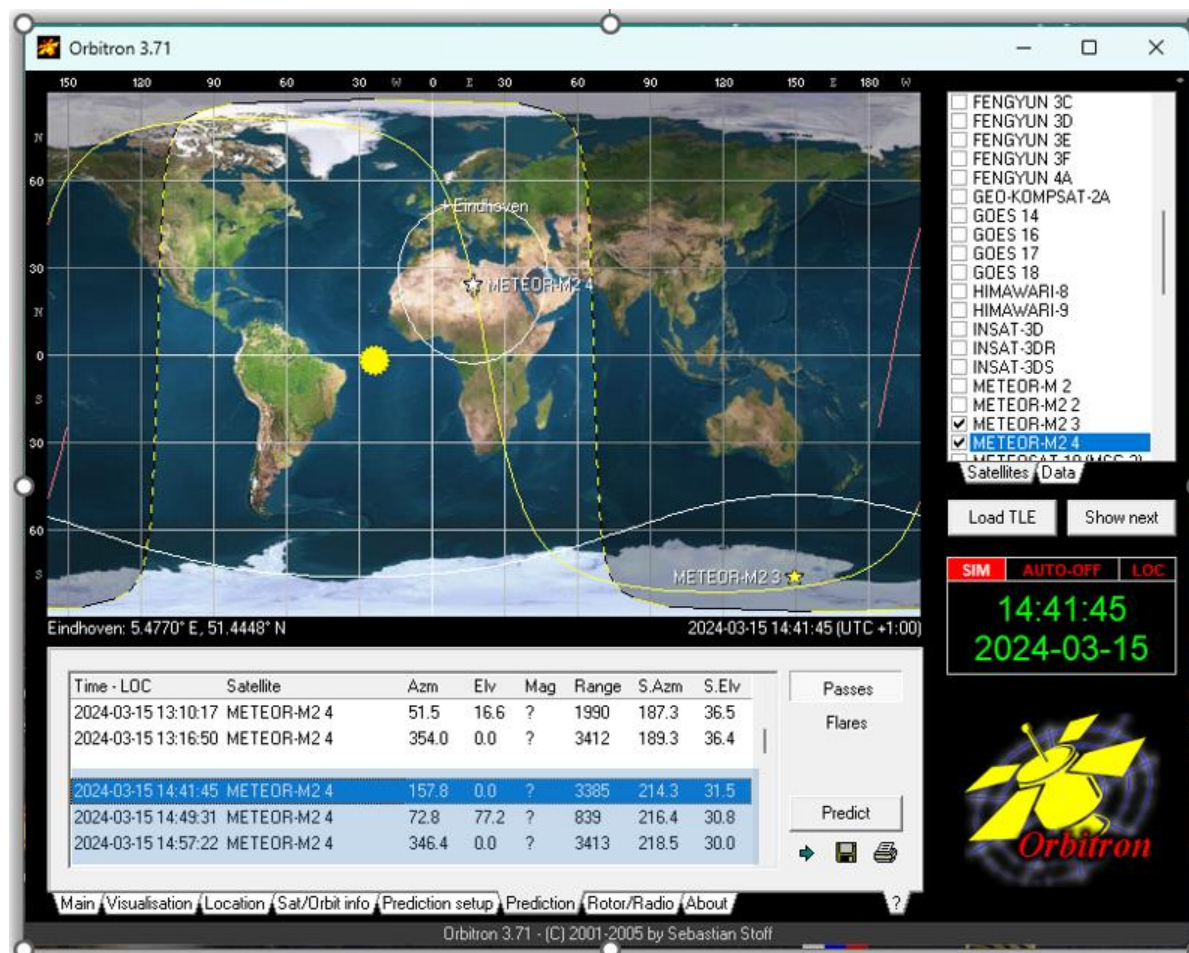 Orbitron 3.71
150 120 90 60 30 W 0 E 30 60 90 120 150 E 180 W
N
60
30
N
0
S
30
60
S
Eindhoven
METEOR-M2 4
METEOR-M2 3
Eindhoven: 5.4770° E, 51.4448° N
2024-03-15 14:41:45 (UTC +1:00)
FENGYUN 3C
FENGYUN 3D
FENGYUN 3E
FENGYUN 3F
FENGYUN 4A
GEO-KOMPSAT-2A
GOES 14
GOES 16
GOES 17
GOES 18
HIMAWARI-8
HIMAWARI-9
INSAT-3D
INSAT-3DR
INSAT-3DS
METEOR-M 2
METEOR-M2 2
METEOR-M2 3
METEOR-M2 4
Satellites Data
Load TLE Show next
SIM AUTO-OFF LOC
14:41:45
2024-03-15
Time - LOC Satellite Azm Elv Mag Range S.Azm S.Elv
2024-03-15 13:10:17 METEOR-M2 4 51.5 16.6 ? 1990 187.3 36.5
2024-03-15 13:16:50 METEOR-M2 4 354.0 0.0 ? 3412 189.3 36.4
2024-03-15 14:41:45 METEOR-M2 4 157.8 0.0 ? 3385 214.3 31.5
2024-03-15 14:49:31 METEOR-M2 4 72.8 77.2 ? 839 216.4 30.8
2024-03-15 14:57:22 METEOR-M2 4 346.4 0.0 ? 3413 218.5 30.0
Passes
Flares
Predict
Orbitron
Main Visualisation Location Sat/Orbit info Prediction setup Prediction Rotor/Radio About ?
Orbitron 3.71 - (C) 2001-2005 by Sebastian Stoff